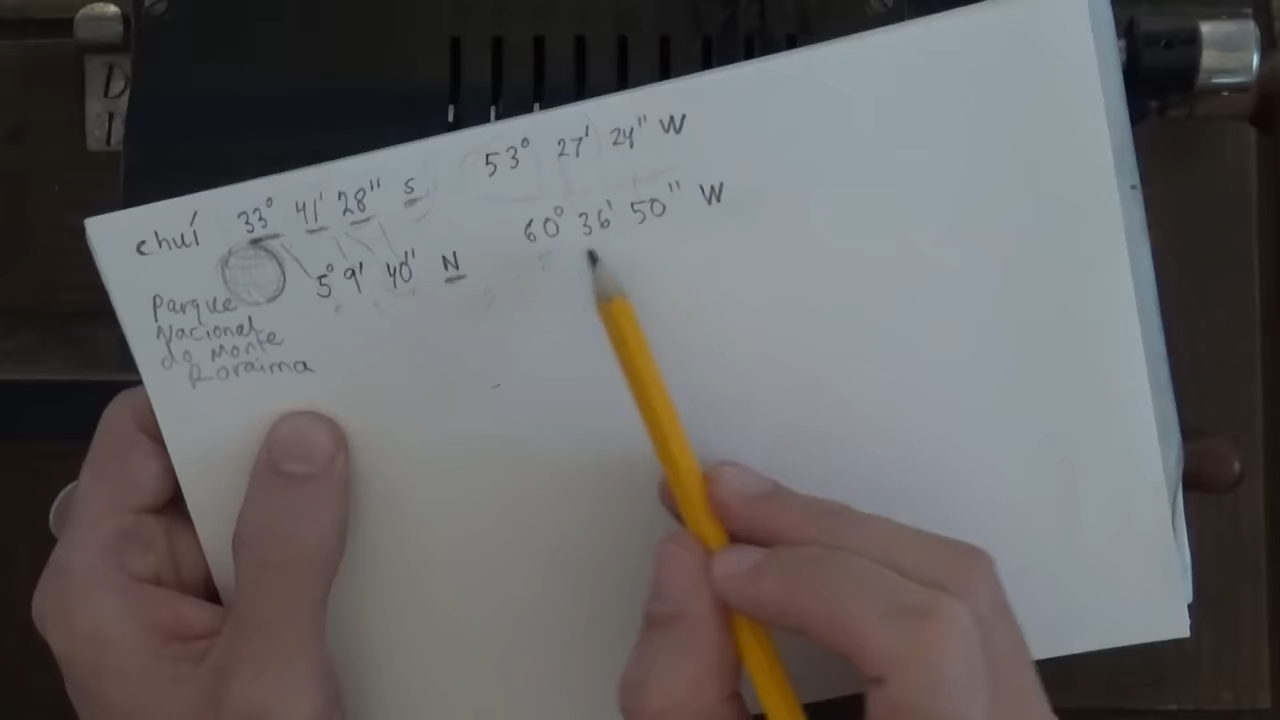 chuí 33° 41' 28" S 53° 27' 24" W
5° 9' 40" N 60° 36' 50" W
Parque
Nacional
do Monte
Roraima
D